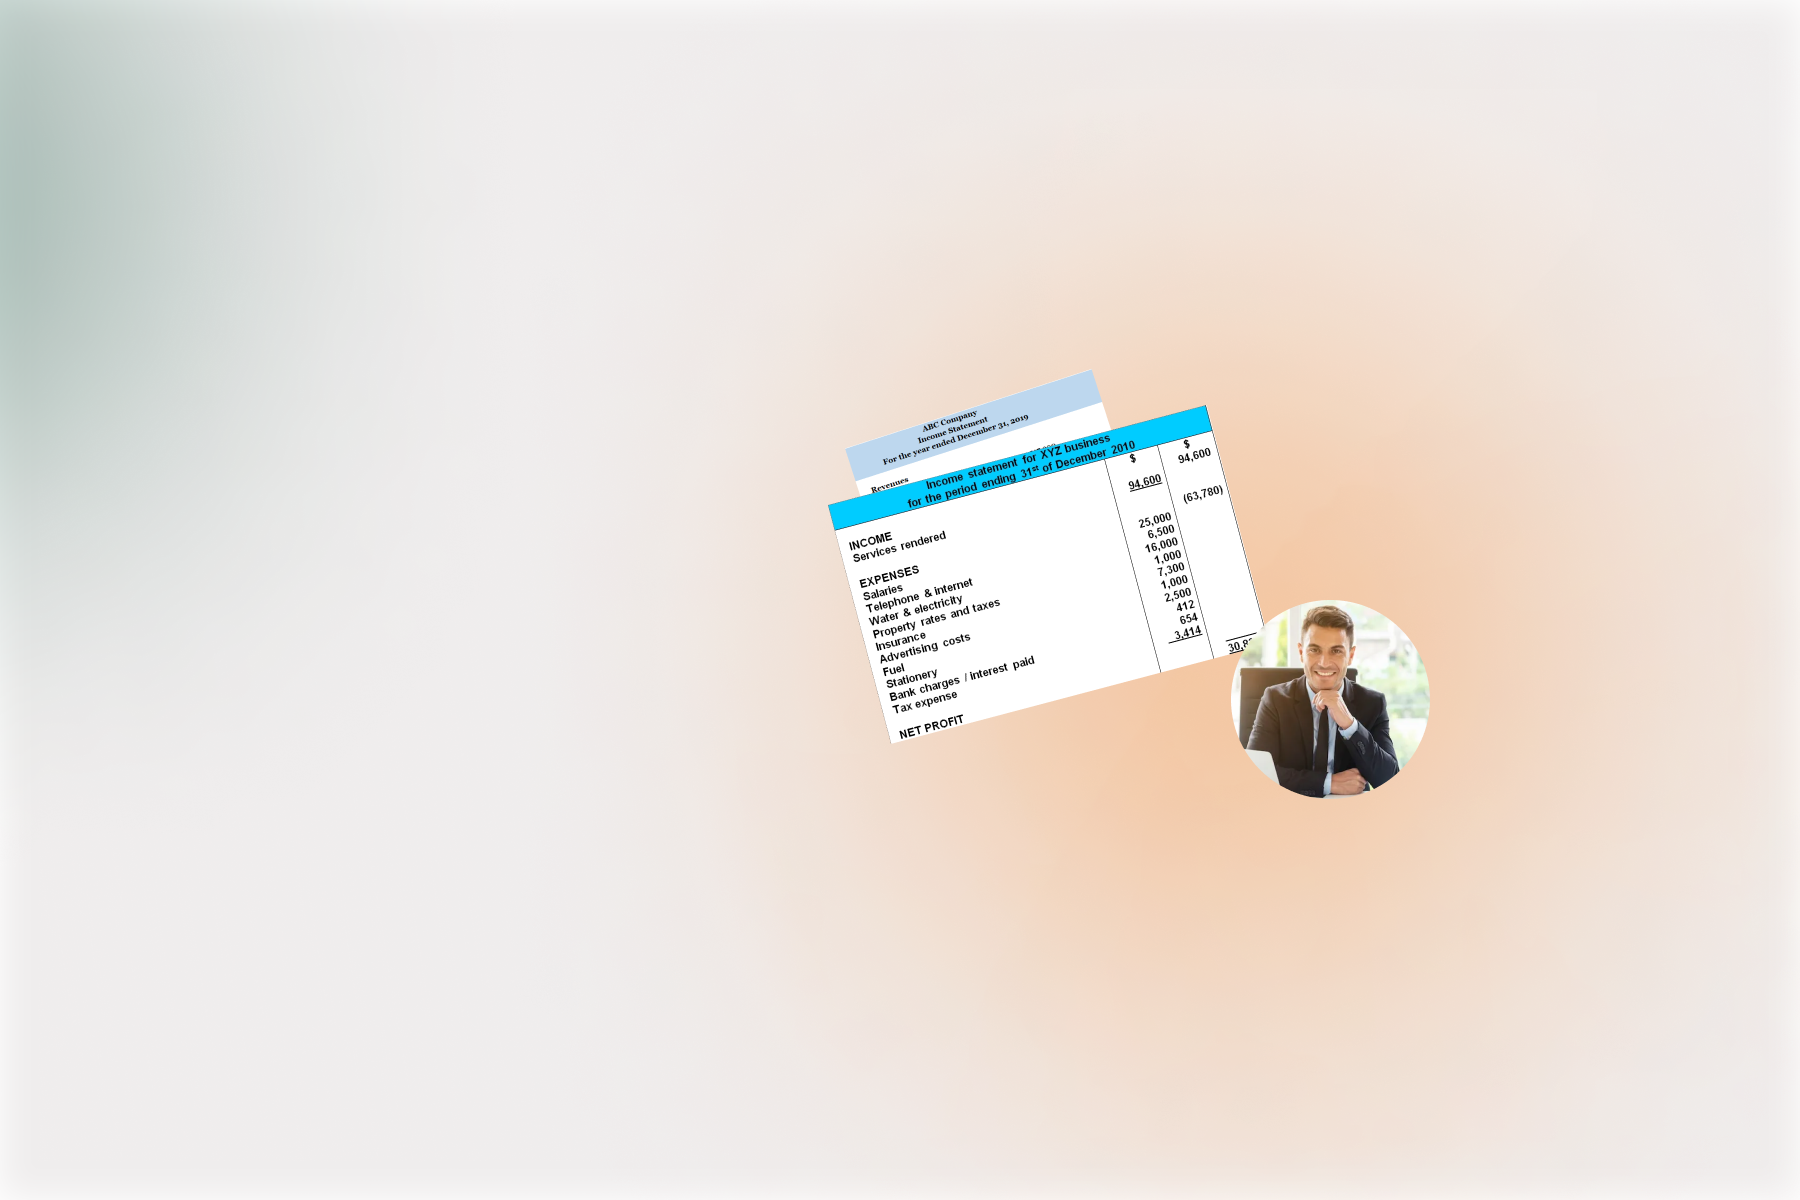 ABC Company
Income Statement
For the year ended December 31, 2019
Revenues
Income statement for XYZ business
for the period ending 31st of December 2010
$ $
INCOME 94,600
Services rendered 94,600
EXPENSES (63,780)
Salaries 25,000
Telephone & internet 6,500
Water & electricity 16,000
Property rates and taxes 1,000
Insurance 7,300
Advertising costs 1,000
Fuel 2,500
Stationery 412
Bank charges / interest paid 654
Tax expense 3,414
NET PROFIT